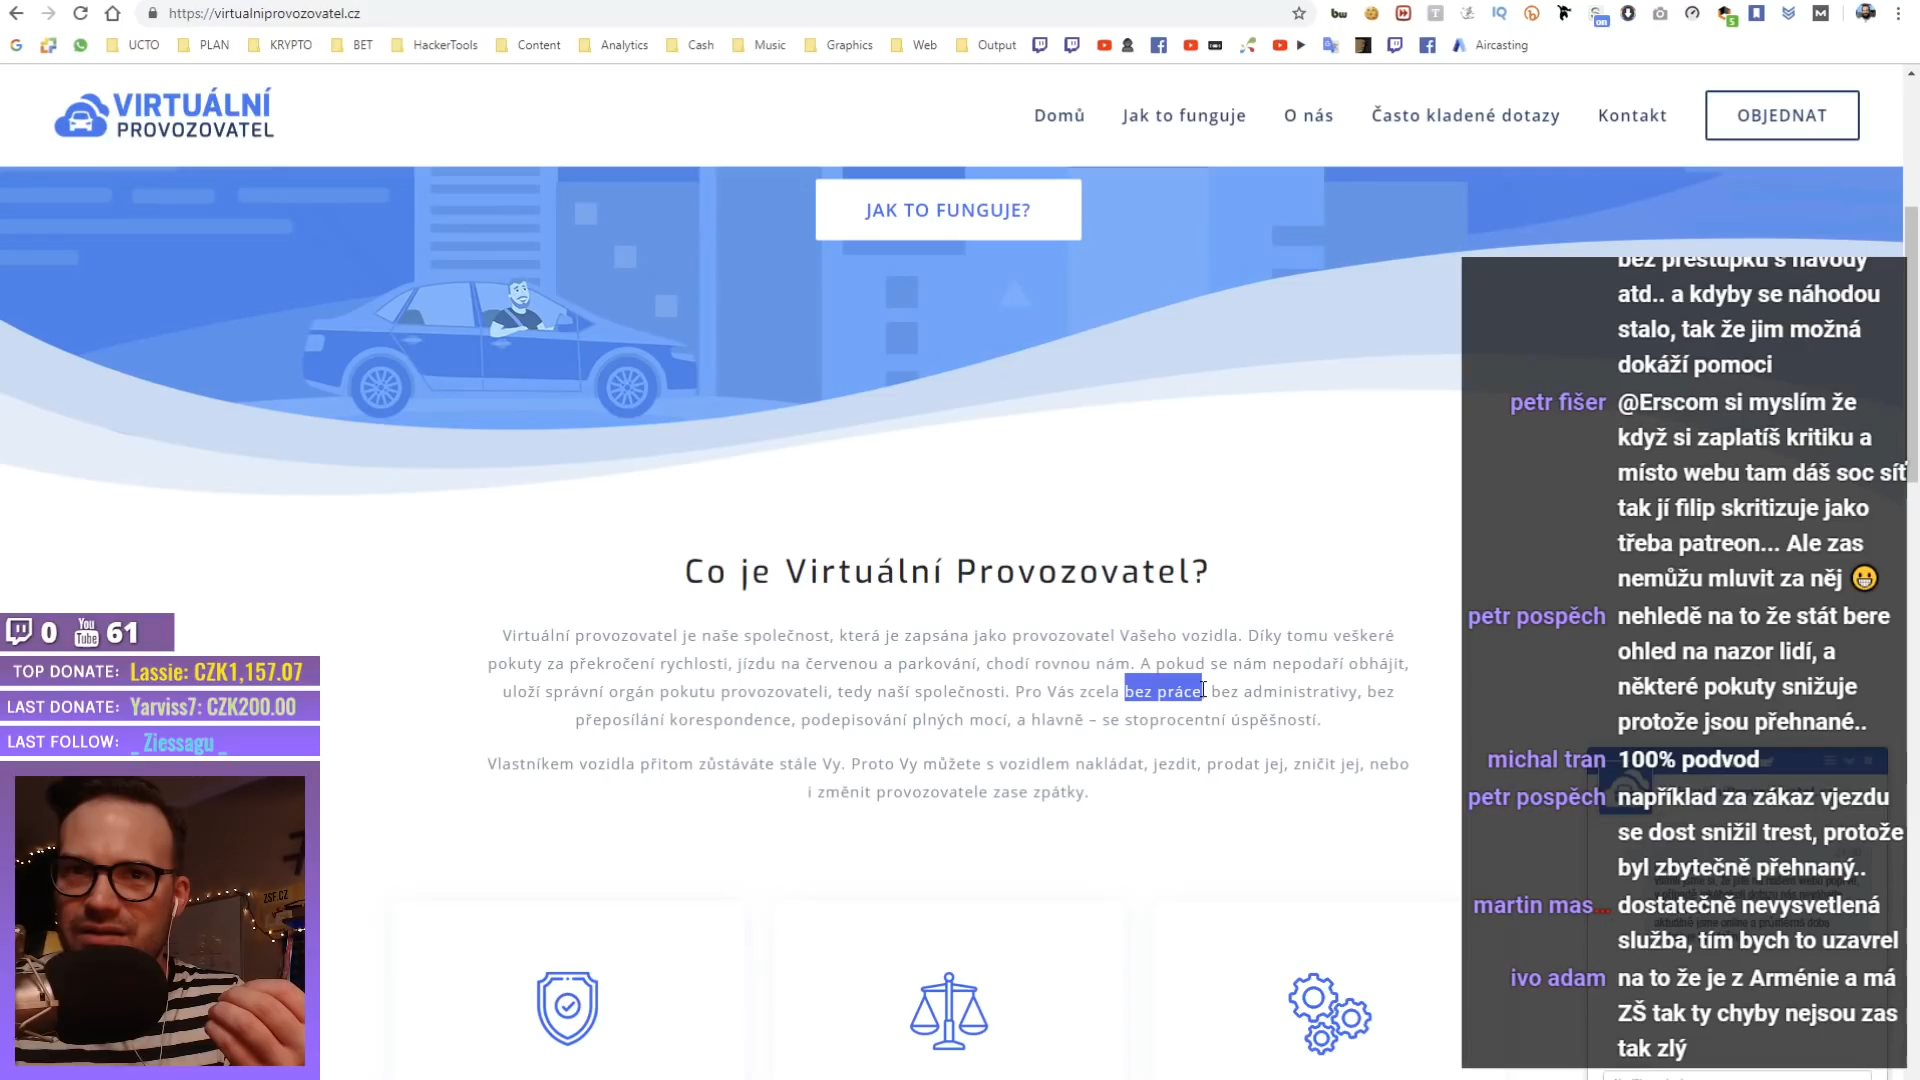 https://virtualniprovozovatel.cz
UCTO PLAN KRYPTO BET HackerTools Content Analytics Cash Music Graphics Web Output Aircasting
VIRTUÁLNÍ
PROVOZOVATEL
Domů Jak to funguje O nás Často kladené dotazy Kontakt OBJEDNAT
JAK TO FUNGUJE?
Co je Virtuální Provozovatel?
Virtuální provozovatel je naše společnost, která je zapsána jako provozovatel Vašeho vozidla. Díky tomu veškeré
pokuty za překročení rychlosti, jízdu na červenou a parkování, chodí rovnou nám. A pokud se nám nepodaří obhájit,
uloží správní orgán pokutu provozovateli, tedy naší společnosti. Pro Vás zcela bez práce, bez administrativy, bez
přeposílání korespondence, podepisování plných mocí, a hlavně – se stoprocentní úspěšností.
Vlastníkem vozidla přitom zůstáváte stále Vy. Proto Vy můžete s vozidlem nakládat, jezdit, prodat jej, zničit jej, nebo
i změnit provozovatele zase zpátky.
bez přestupků s návody
atd.. a kdyby se náhodou
stalo, tak že jim možná
dokáží pomoci
petr fišer @Erscom si myslím že
když si zaplatíš kritiku a
místo webu tam dáš soc síť
tak jí filip skritizuje jako
třeba patreon... Ale zas
nemůžu mluvit za něj 😀
petr pospěch nehledě na to že stát bere
ohled na nazor lidí, a
některé pokuty snižuje
protože jsou přehnané..
michal tran 100% podvod
petr pospěch například za zákaz vjezdu
se dost snížil trest, protože
byl zbytečně přehnaný..
martin mas... dostatečně nevysvetlená
služba, tím bych to uzavrel
ivo adam na to že je z Arménie a má
ZŠ tak ty chyby nejsou zas
tak zlý
0 You Tube 61
TOP DONATE: Lassie: CZK1,157.07
LAST DONATE: Yarviss7: CZK200.00
LAST FOLLOW: _ Ziessagu _
ZSF.CZ